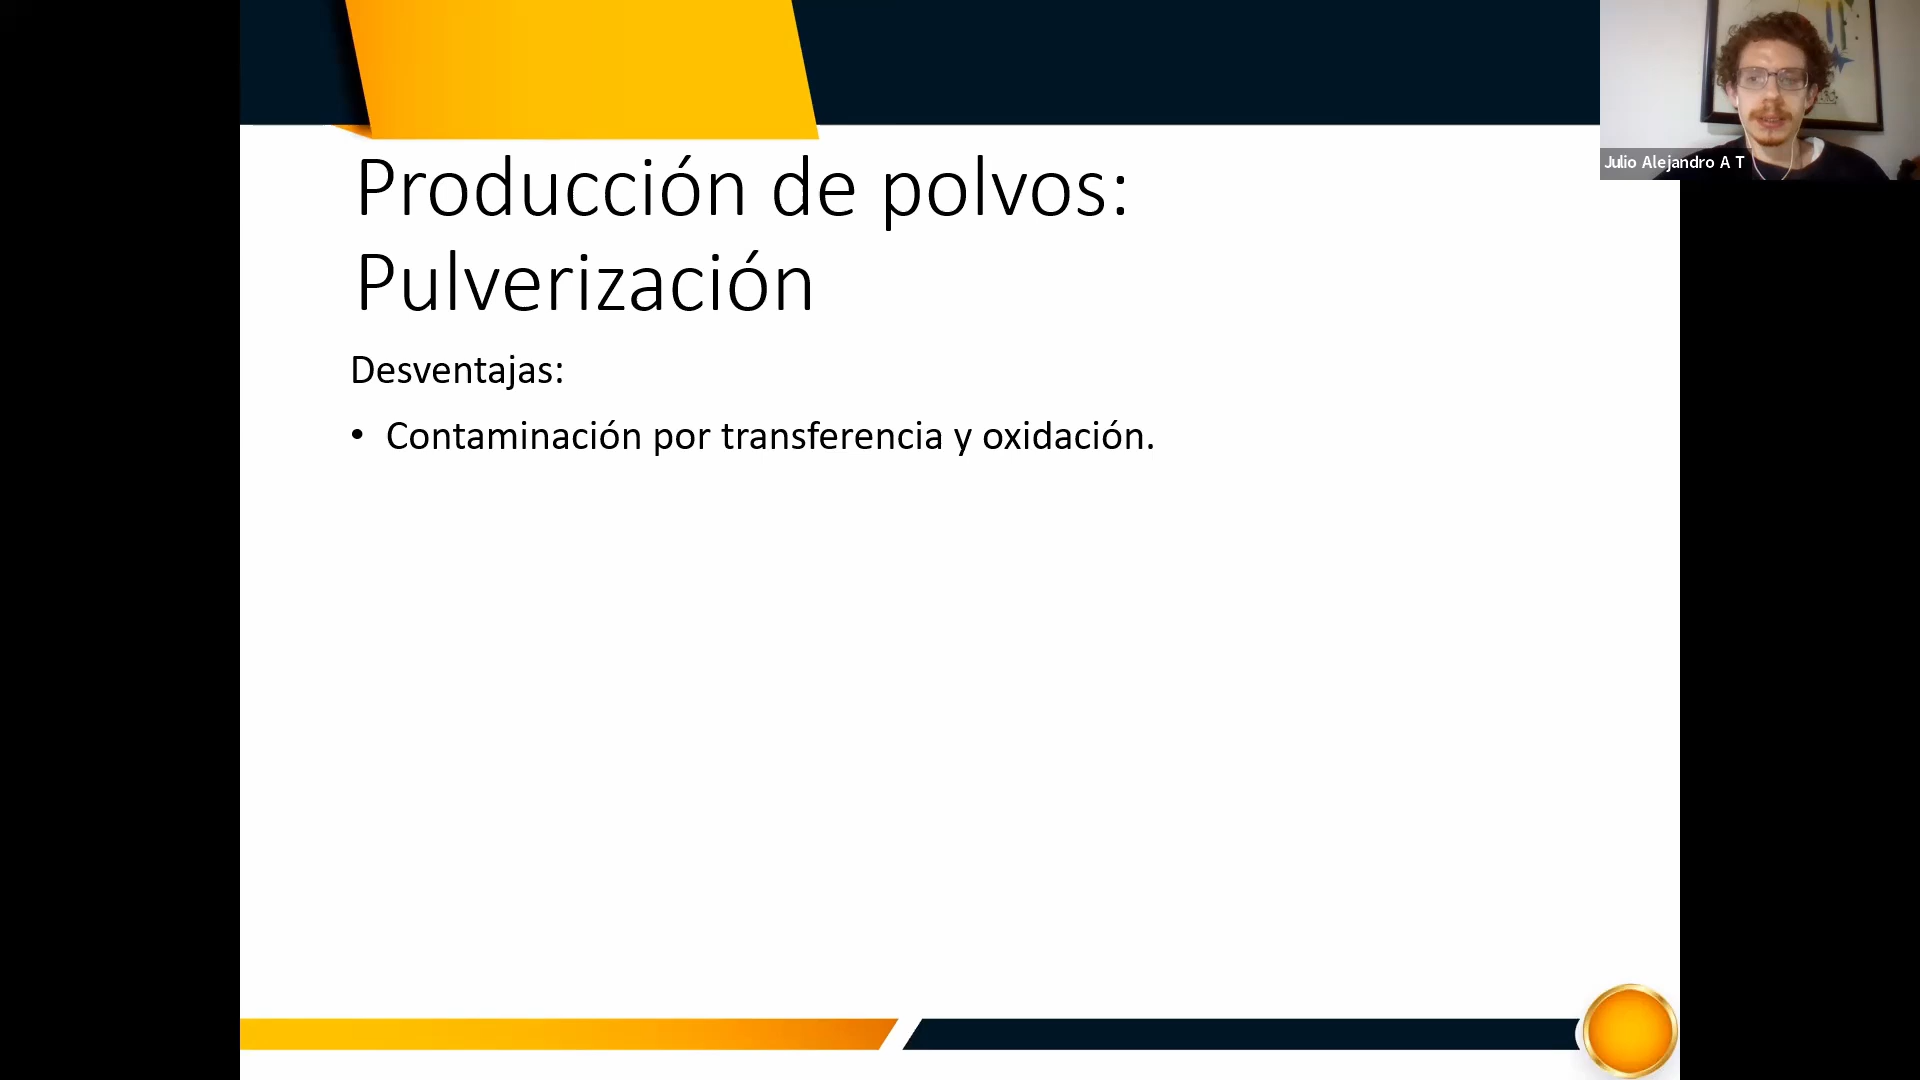 Producción de polvos:
Pulverización
Desventajas:
• Contaminación por transferencia y oxidación.
Julio Alejandro A T